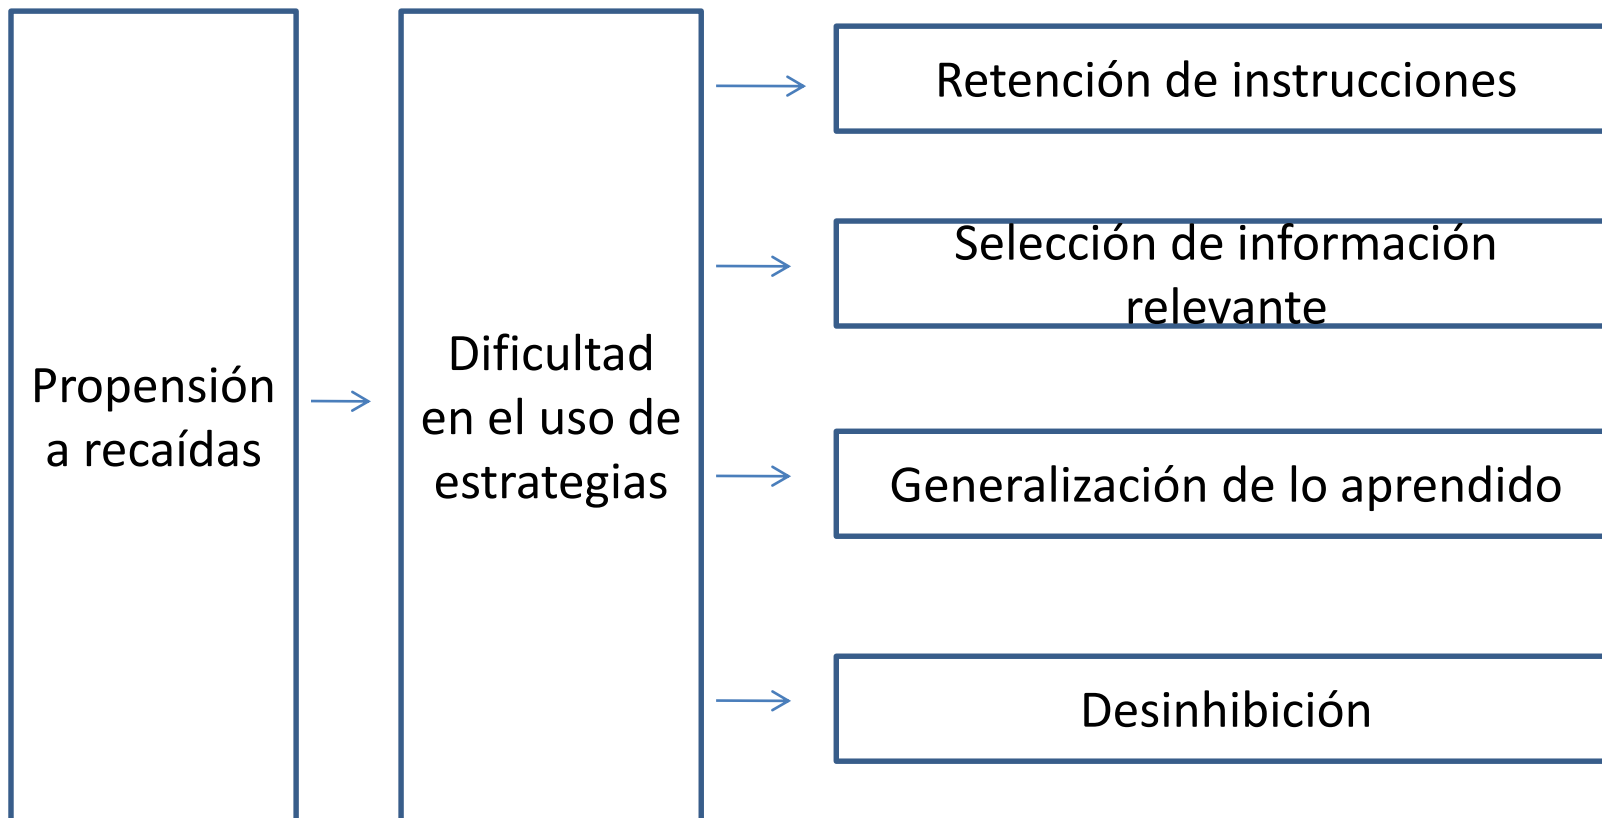 Propensión
a recaídas
Dificultad
en el uso de
estrategias
Retención de instrucciones
Selección de información
relevante
Generalización de lo aprendido
Desinhibición